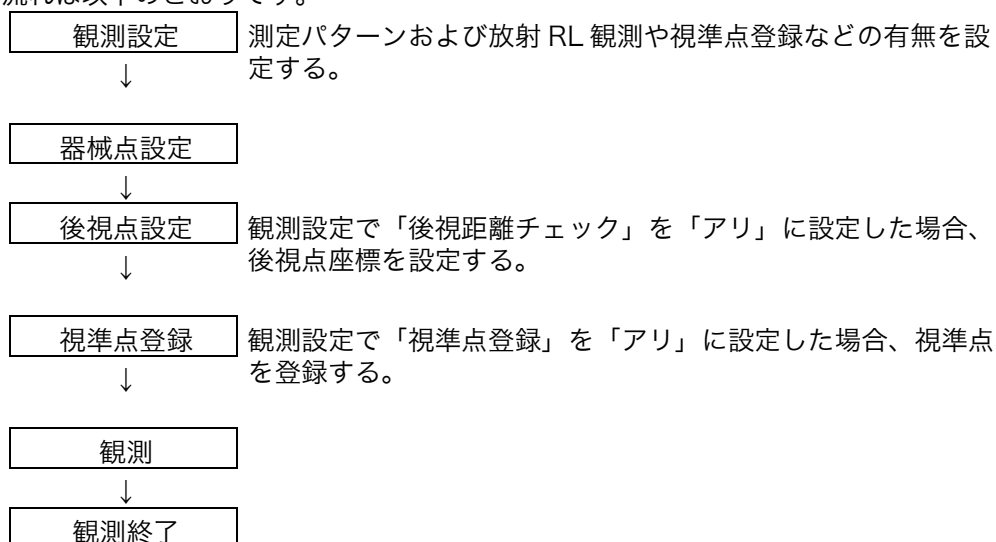 流れは以下のとおりです。
観測設定 測定パターンおよび放射 RL 観測や視準点登録などの有無を設
↓ 定する。
器械点設定
↓
後視点設定 観測設定で「後視距離チェック」を「アリ」に設定した場合、
↓ 後視点座標を設定する。
視準点登録 観測設定で「視準点登録」を「アリ」に設定した場合、視準点
↓ を登録する。
観測
↓
観測終了